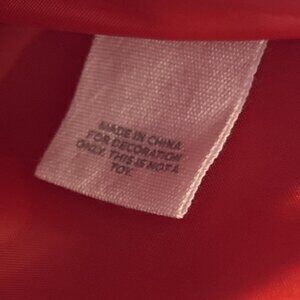 MADE IN CHINA
FOR DECORATION
ONLY. THIS IS NOT A
TOY.